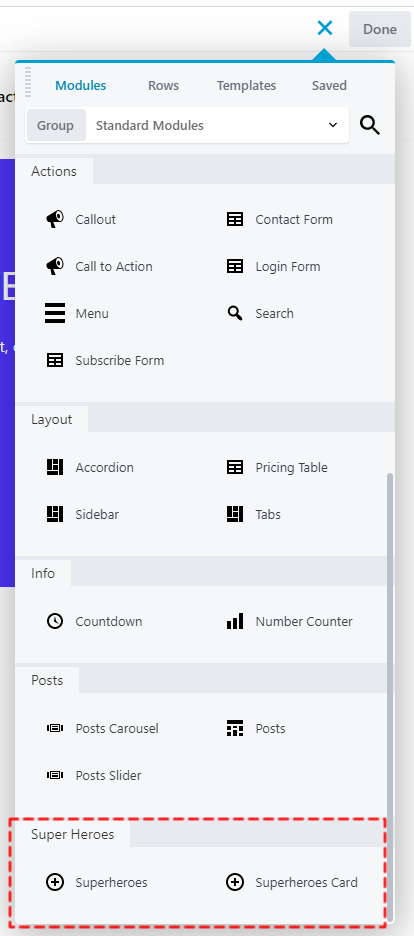 Done
Modules Rows Templates Saved
Group Standard Modules
Actions
Callout Contact Form
Call to Action Login Form
Menu Search
Subscribe Form
Layout
Accordion Pricing Table
Sidebar Tabs
Info
Countdown Number Counter
Posts
Posts Carousel Posts
Posts Slider
Super Heroes
Superheroes Superheroes Card